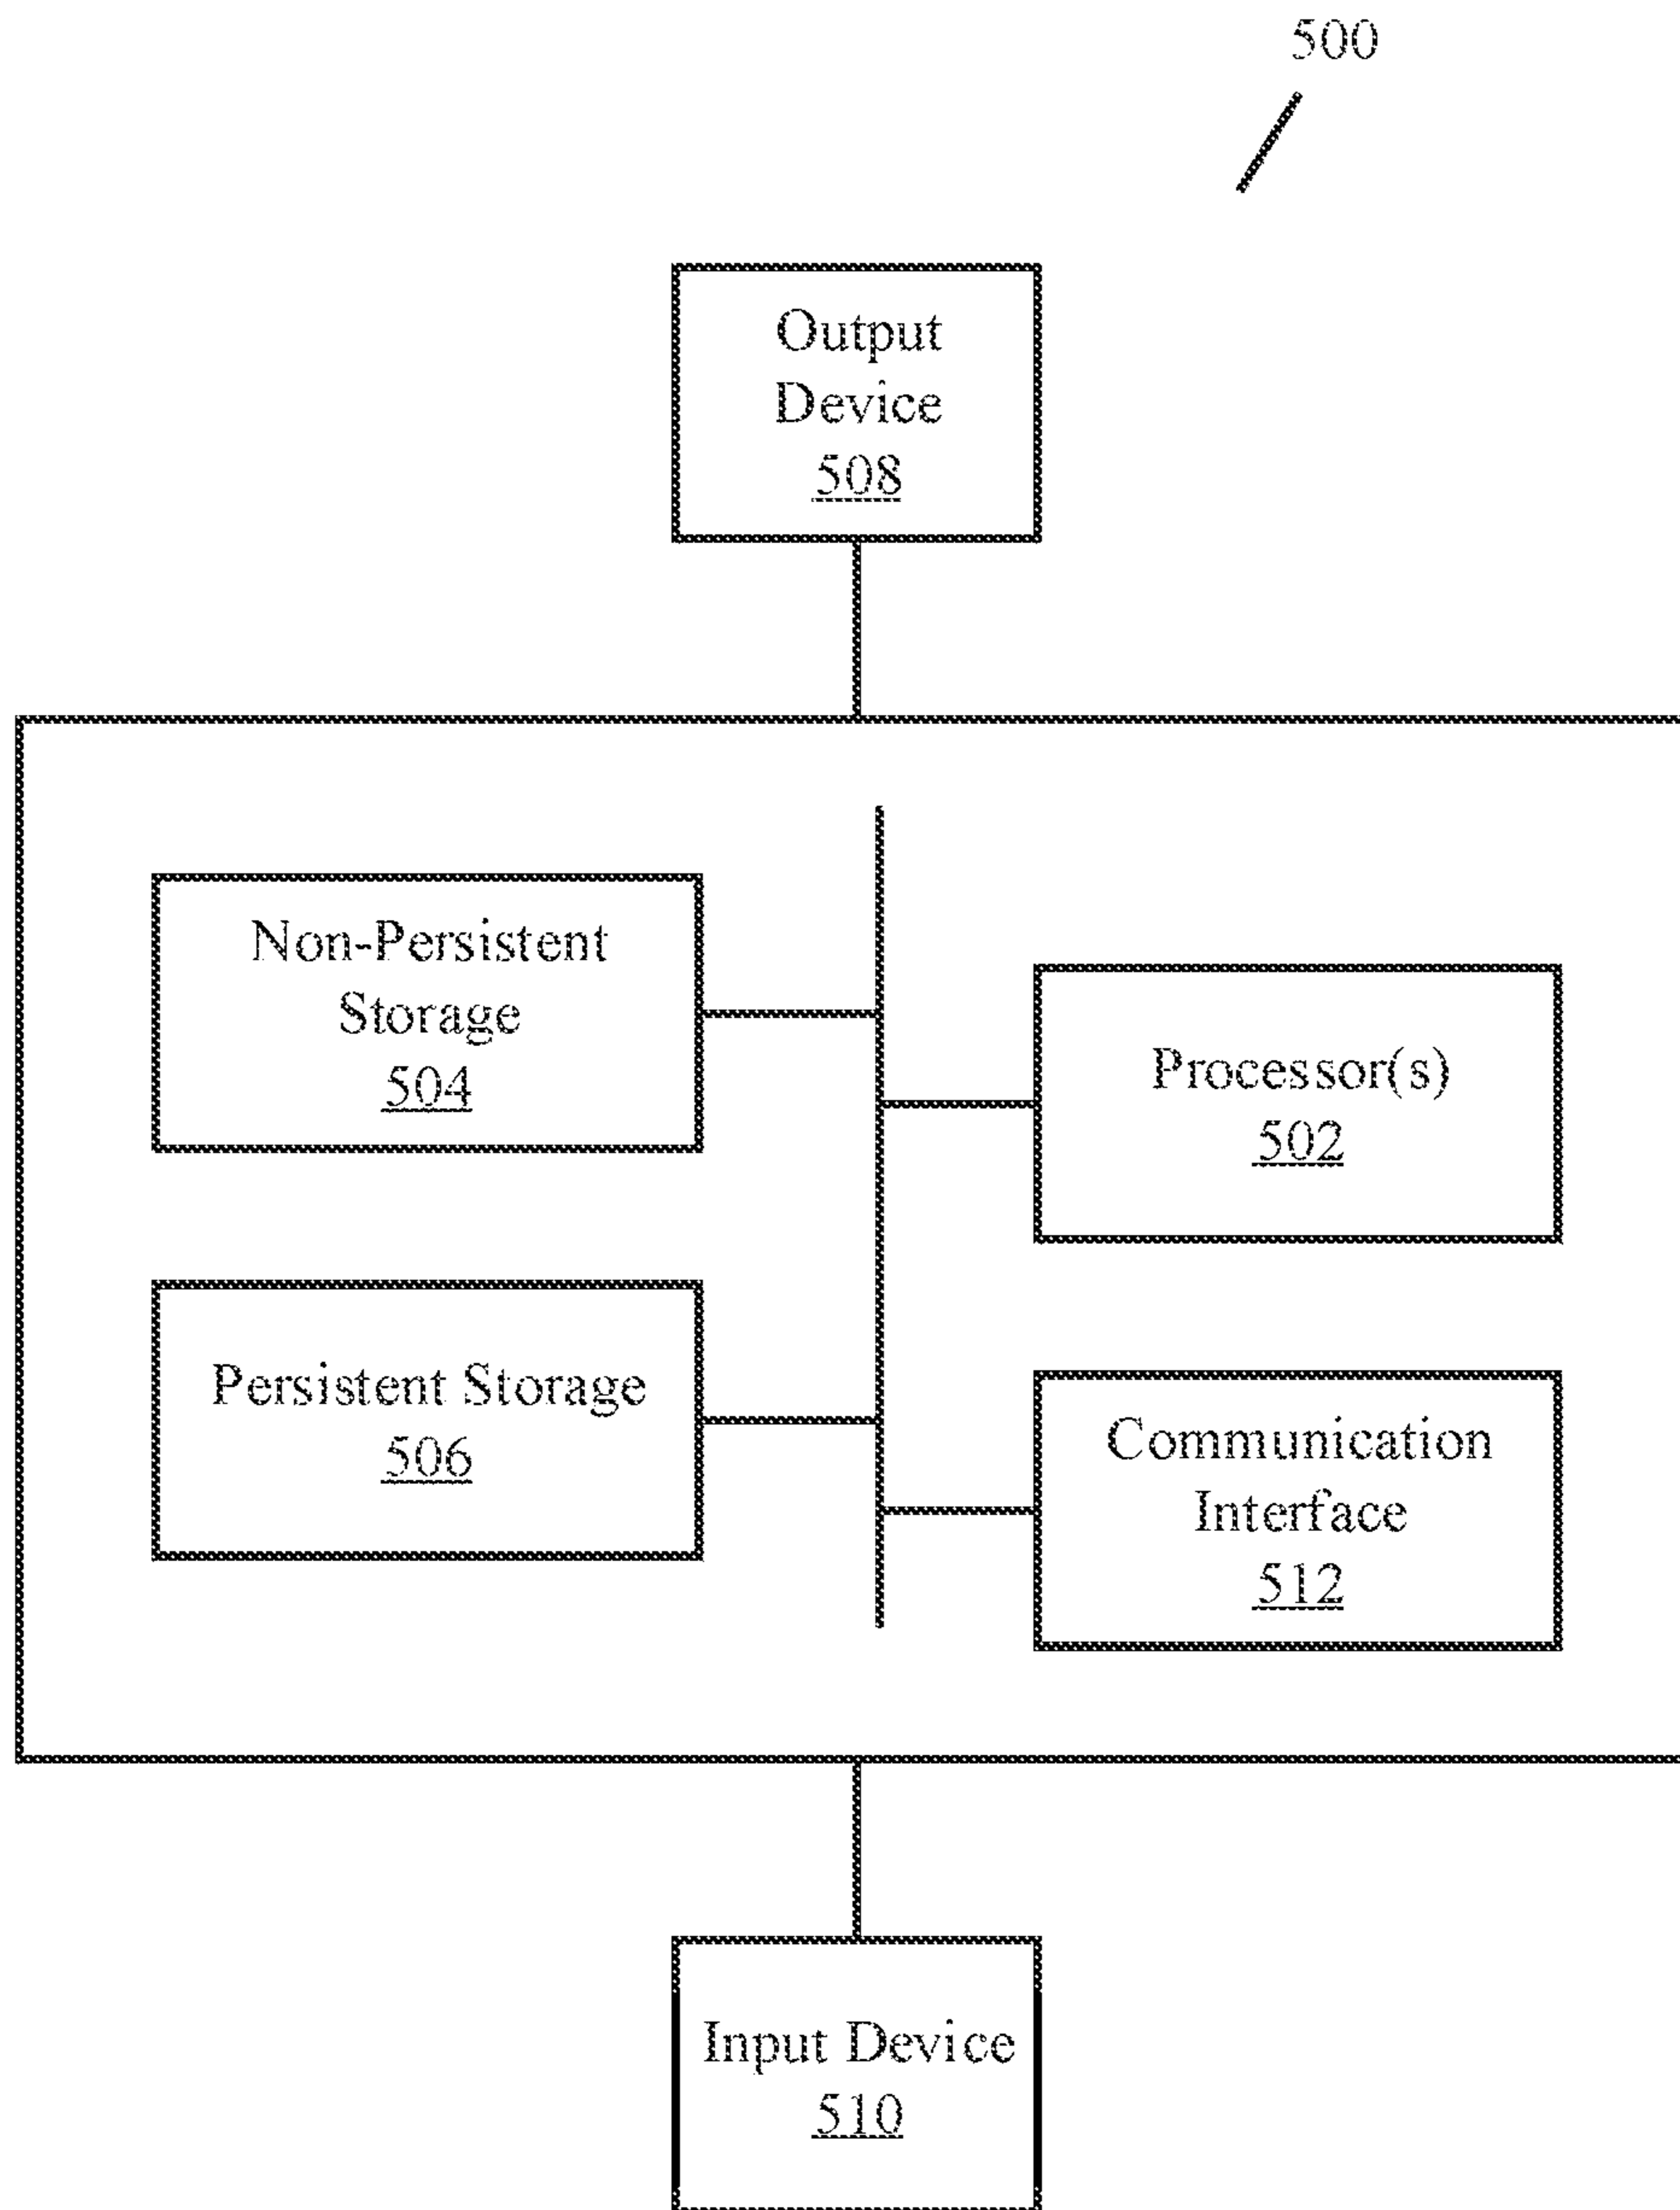 500
Output
Device
508
Non-Persistent
Storage
504
Processor(s)
502
Persistent Storage
506
Communication
Interface
512
Input Device
510